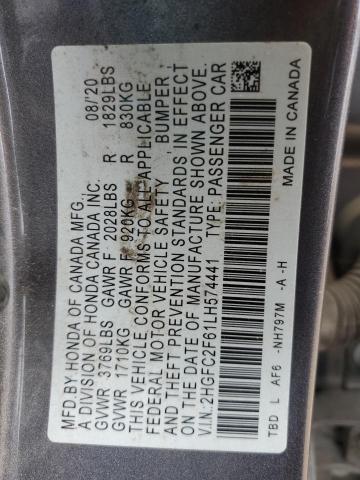 MFD.BY HONDA OF CANADA MFG. 08/'20
A DIVISION OF HONDA CANADA INC.
GVWR 3769LBS GAWR F 2028LBS R 1829LBS
GVWR 1710KG GAWR F 920KG R 830KG
THIS VEHICLE CONFORMS TO ALL APPLICABLE
FEDERAL MOTOR VEHICLE SAFETY, BUMPER,
AND THEFT PREVENTION STANDARDS IN EFFECT
ON THE DATE OF MANUFACTURE SHOWN ABOVE.
V.I.N.: 2HGFC2F61LH574441 TYPE: PASSENGER CAR
TBD L AF6 -NH797M -A -H
MADE IN CANADA